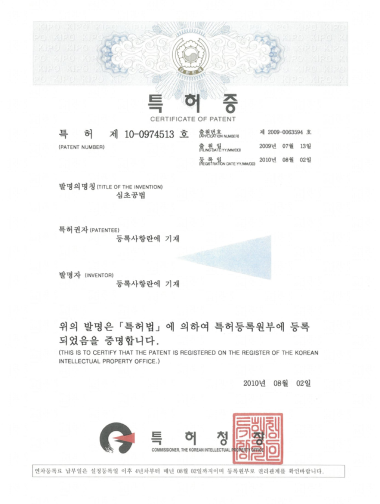 특허증
CERTIFICATE OF PATENT
특 허 제 10-0974513 호
(PATENT NUMBER)
출원번호 제 2009-0063594 호
(APPLICATION NUMBER)
출 원 일 2009년 07월 13일
(FILING DATE:YY/MM/DD)
등 록 일 2010년 08월 02일
(REGISTRATION DATE:YY/MM/DD)
발명의명칭 (TITLE OF THE INVENTION)
심초공법
특허권자 (PATENTEE)
등록사항란에 기재
발명자 (INVENTOR)
등록사항란에 기재
위의 발명은 「특허법」에 의하여 특허등록원부에 등록
되었음을 증명합니다.
(THIS IS TO CERTIFY THAT THE PATENT IS REGISTERED ON THE REGISTER OF THE KOREAN
INTELLECTUAL PROPERTY OFFICE.)
2010년 08월 02일
특 허 청 장
COMMISSIONER, THE KOREAN INTELLECTUAL PROPERTY OFFICE
연차등록료 납부일은 설정등록일 이후 4년차부터 매년 08월 02일까지이며 등록원부로 권리관계를 확인바랍니다.